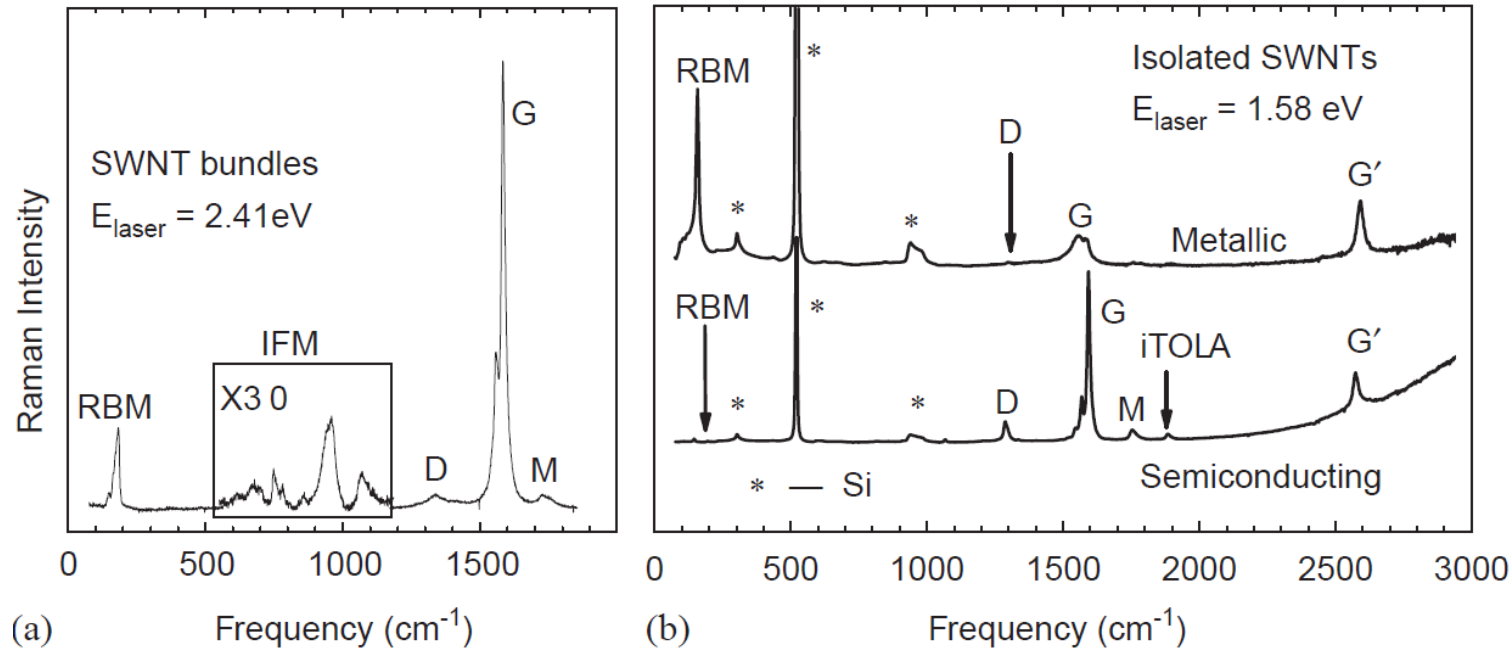 Raman Intensity
SWNT bundles
E_laser = 2.41eV
RBM
IFM
X3 0
D
G
M
0 500 1000 1500
(a) Frequency (cm⁻¹)
RBM
*
*
*
D
G
G′
Isolated SWNTs
E_laser = 1.58 eV
Metallic
RBM
*
*
*
D
G
M
iTOLA
G′
* — Si
Semiconducting
0 500 1000 1500 2000 2500 3000
(b) Frequency (cm⁻¹)